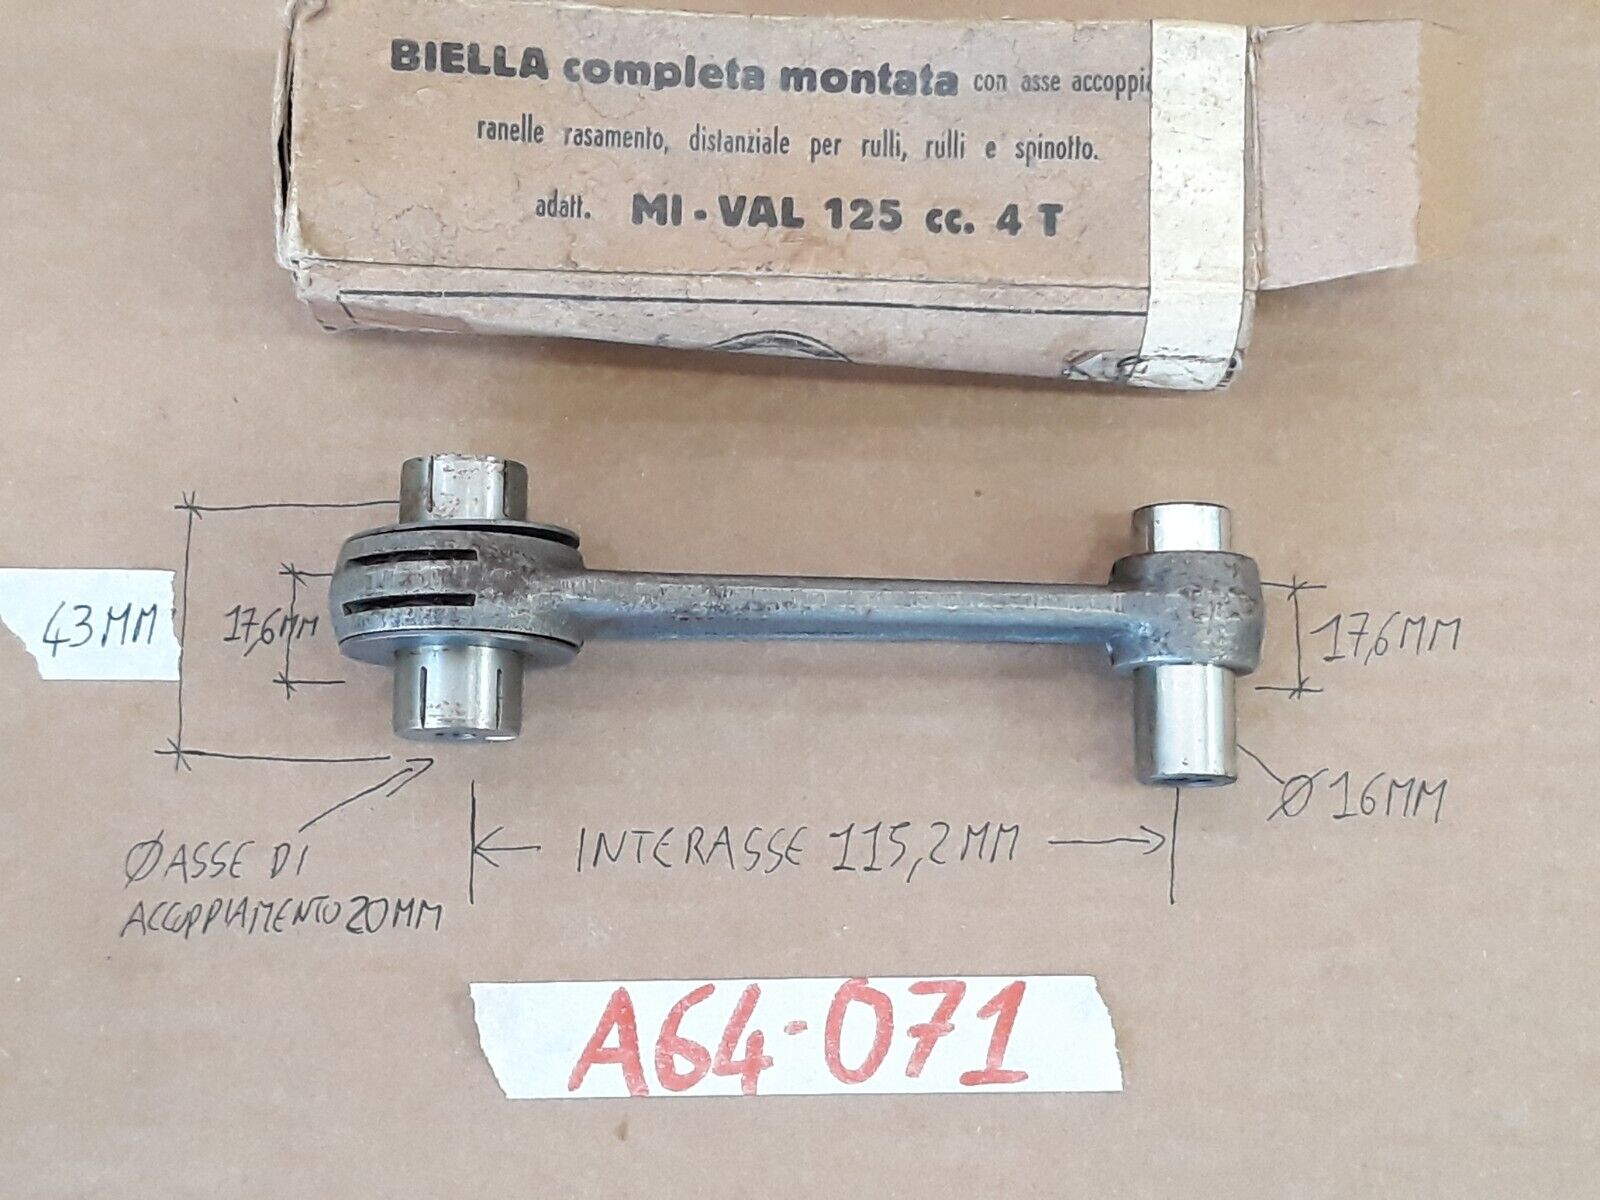 BIELLA completa montata con asse accoppia
ranelle rasamento, distanziale per rulli, rulli e spinotto.
adatt. MI-VAL 125 cc. 4 T
43MM
17,6MM
17,6MM
Ø16MM
INTERASSE 115,2MM
Ø ASSE DI
ACCOPPIAMENTO 20MM
A64-071